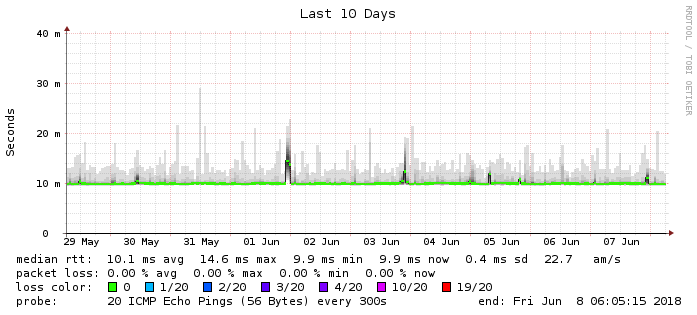 Last 10 Days
RRDTOOL / TOBI OETIKER
Seconds
40 m
30 m
20 m
10 m
0
29 May 30 May 31 May 01 Jun 02 Jun 03 Jun 04 Jun 05 Jun 06 Jun 07 Jun
median rtt: 10.1 ms avg 14.6 ms max 9.9 ms min 9.9 ms now 0.4 ms sd 22.7 am/s
packet loss: 0.00 % avg 0.00 % max 0.00 % min 0.00 % now
loss color: 0 1/20 2/20 3/20 4/20 10/20 19/20
probe: 20 ICMP Echo Pings (56 Bytes) every 300s end: Fri Jun 8 06:05:15 2018